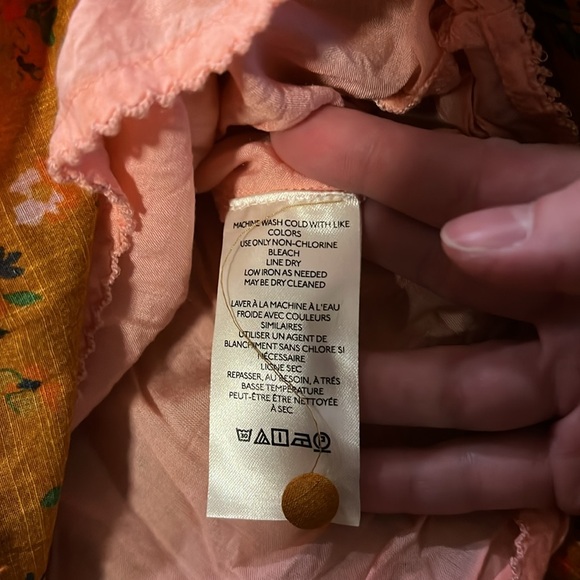 MACHINE WASH COLD WITH LIKE
COLORS
USE ONLY NON-CHLORINE
BLEACH
LINE DRY
LOW IRON AS NEEDED
MAY BE DRY CLEANED
LAVER À LA MACHINE À L'EAU
FROIDE AVEC COULEURS
SIMILAIRES
UTILISER UN AGENT DE
BLANCHIMENT SANS CHLORE SI
NÉCESSAIRE
LIGNE SEC
REPASSER, AU BESOIN, À TRÉS
BASSE TEMPÉRATURE
PEUT-ÊTRE ÊTRE NETTOYÉE
À SEC
30